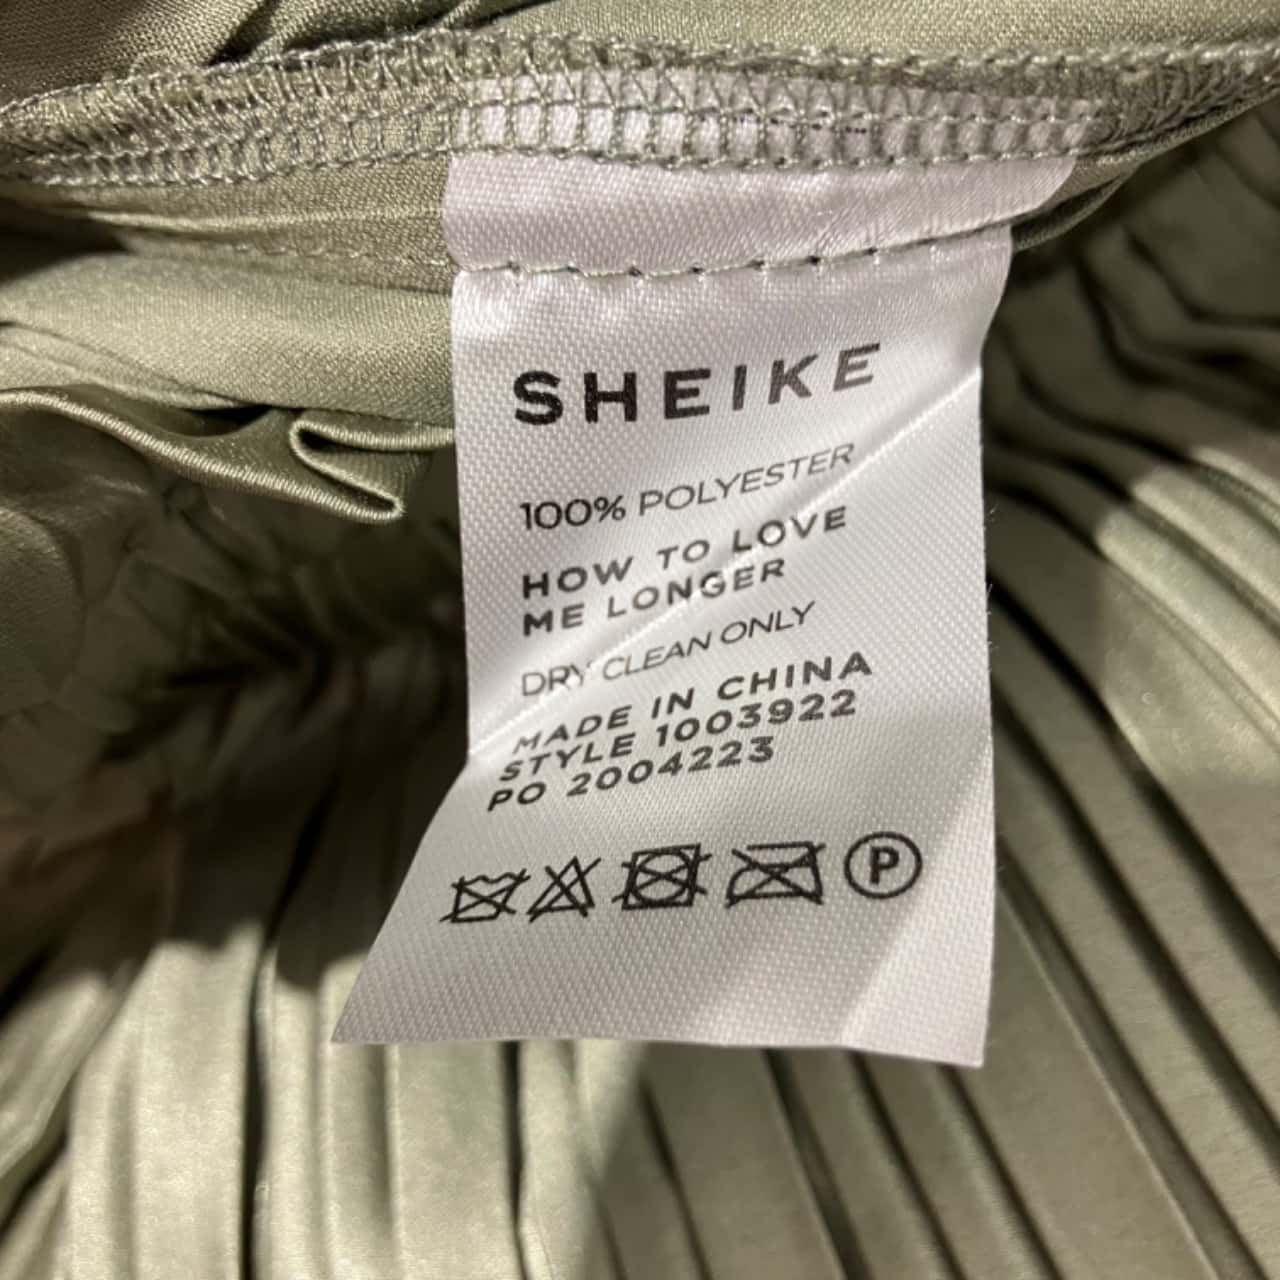 SHEIKE
100% POLYESTER
HOW TO LOVE
ME LONGER
DRY CLEAN ONLY
MADE IN CHINA
STYLE 1003922
PO 2004223
P